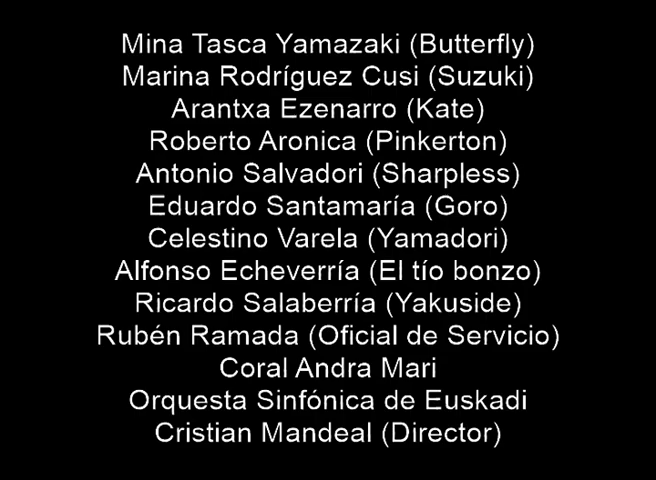 Mina Tasca Yamazaki (Butterfly)
Marina Rodríguez Cusi (Suzuki)
Arantxa Ezenarro (Kate)
Roberto Aronica (Pinkerton)
Antonio Salvadori (Sharpless)
Eduardo Santamaría (Goro)
Celestino Varela (Yamadori)
Alfonso Echeverría (El tío bonzo)
Ricardo Salaberría (Yakuside)
Rubén Ramada (Oficial de Servicio)
Coral Andra Mari
Orquesta Sinfónica de Euskadi
Cristian Mandeal (Director)